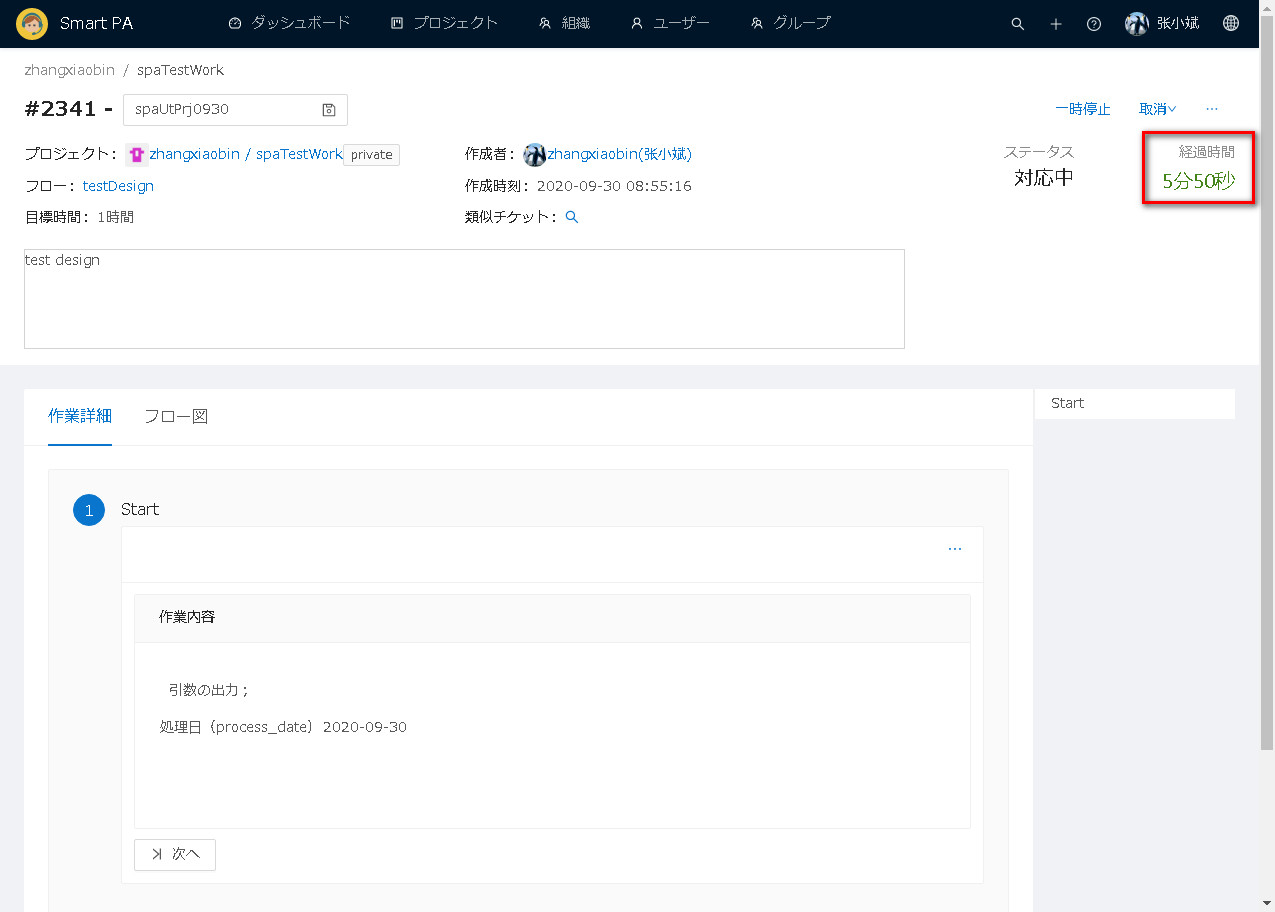 Smart PA ダッシュボード プロジェクト 組織 ユーザー グループ 张小斌
zhangxiaobin / spaTestWork
#2341 - spaUtPrj0930 一時停止 取消 ...
プロジェクト： zhangxiaobin / spaTestWork private 作成者： zhangxiaobin(张小斌) ステータス 経過時間
対応中 5分50秒
フロー： testDesign 作成時刻： 2020-09-30 08:55:16
目標時間： 1時間 類似チケット：
test design
作業詳細 フロー図 Start
1 Start
...
作業内容
引数の出力；
処理日（process_date）2020-09-30
次へ